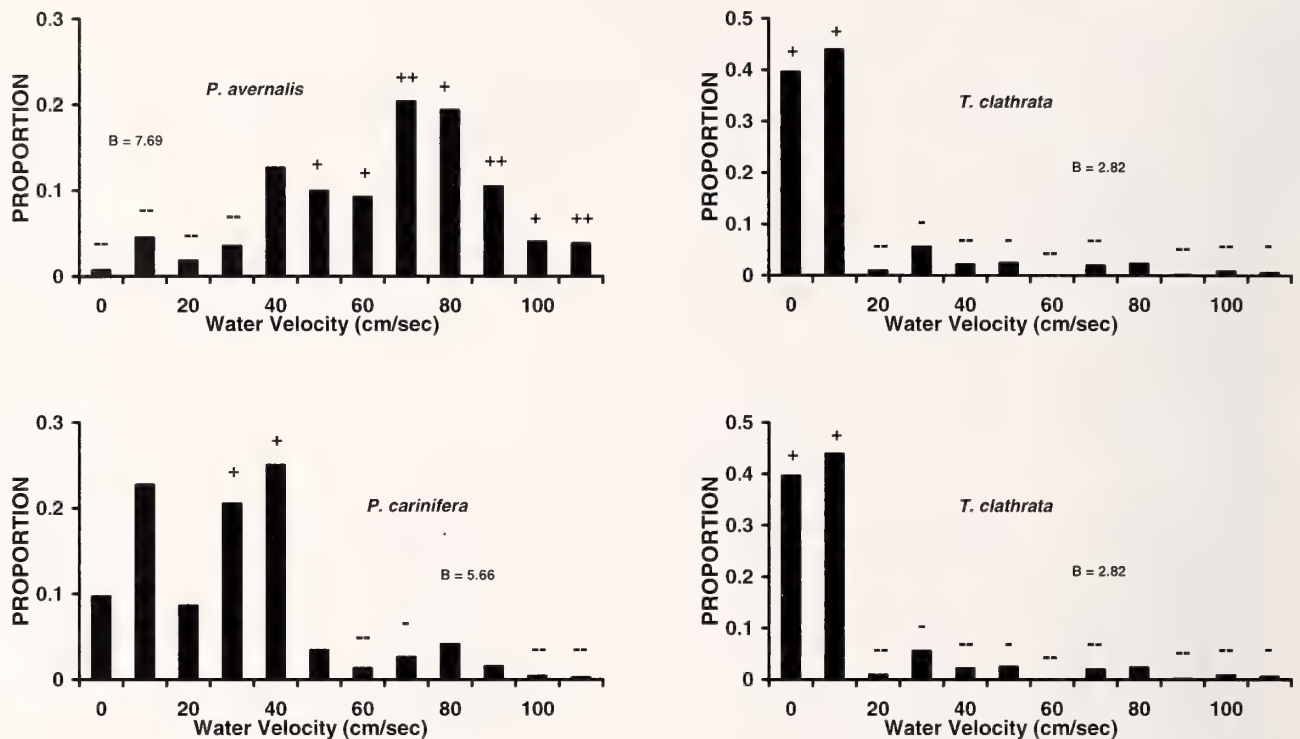 0.3
0.2
0.1
0
PROPORTION
P. avernalis
B = 7.69
-- -- -- -- + + ++ + ++ + ++
0 20 40 60 80 100
Water Velocity (cm/sec)
0.5
0.4
0.3
0.2
0.1
0
PROPORTION
T. clathrata
B = 2.82
+ + -- - -- - -- -- -- -- -
0 20 40 60 80 100
Water Velocity (cm/sec)
0.3
0.2
0.1
0
PROPORTION
P. carinifera
B = 5.66
+ + -- - -- --
0 20 40 60 80 100
Water Velocity (cm/sec)
0.5
0.4
0.3
0.2
0.1
0
PROPORTION
T. clathrata
B = 2.82
+ + -- - -- - -- -- -- -- -
0 20 40 60 80 100
Water Velocity (cm/sec)